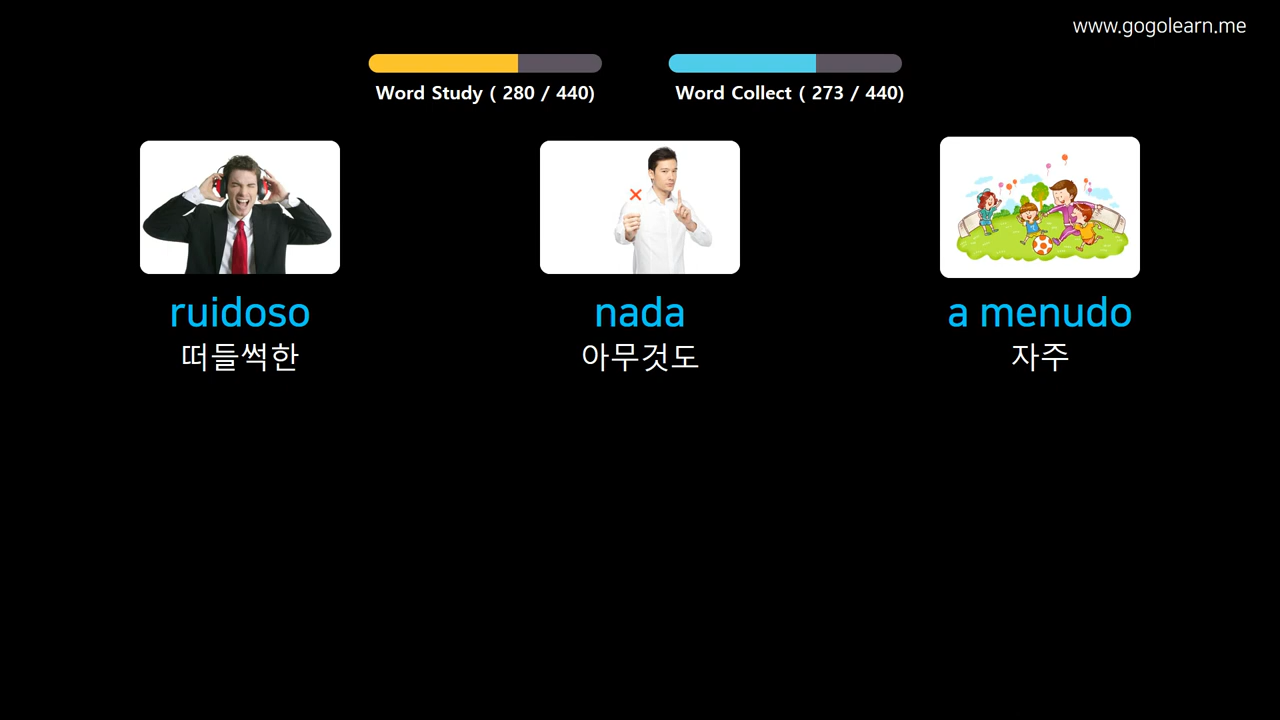 www.gogolearn.me
Word Study ( 280 / 440)
Word Collect ( 273 / 440)
ruidoso
떠들썩한
nada
아무것도
a menudo
자주